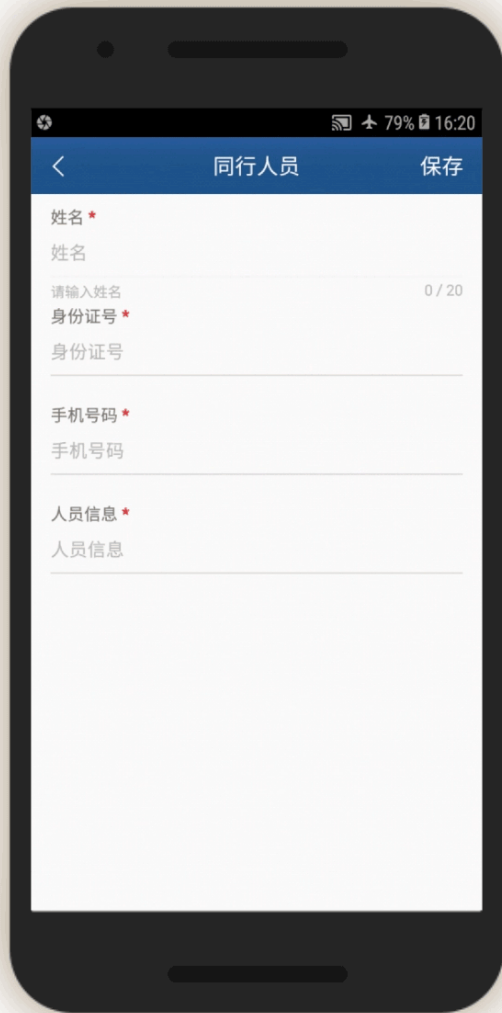 79% 16:20
同行人员 保存
姓名 *
姓名
请输入姓名 0 / 20
身份证号 *
身份证号
手机号码 *
手机号码
人员信息 *
人员信息